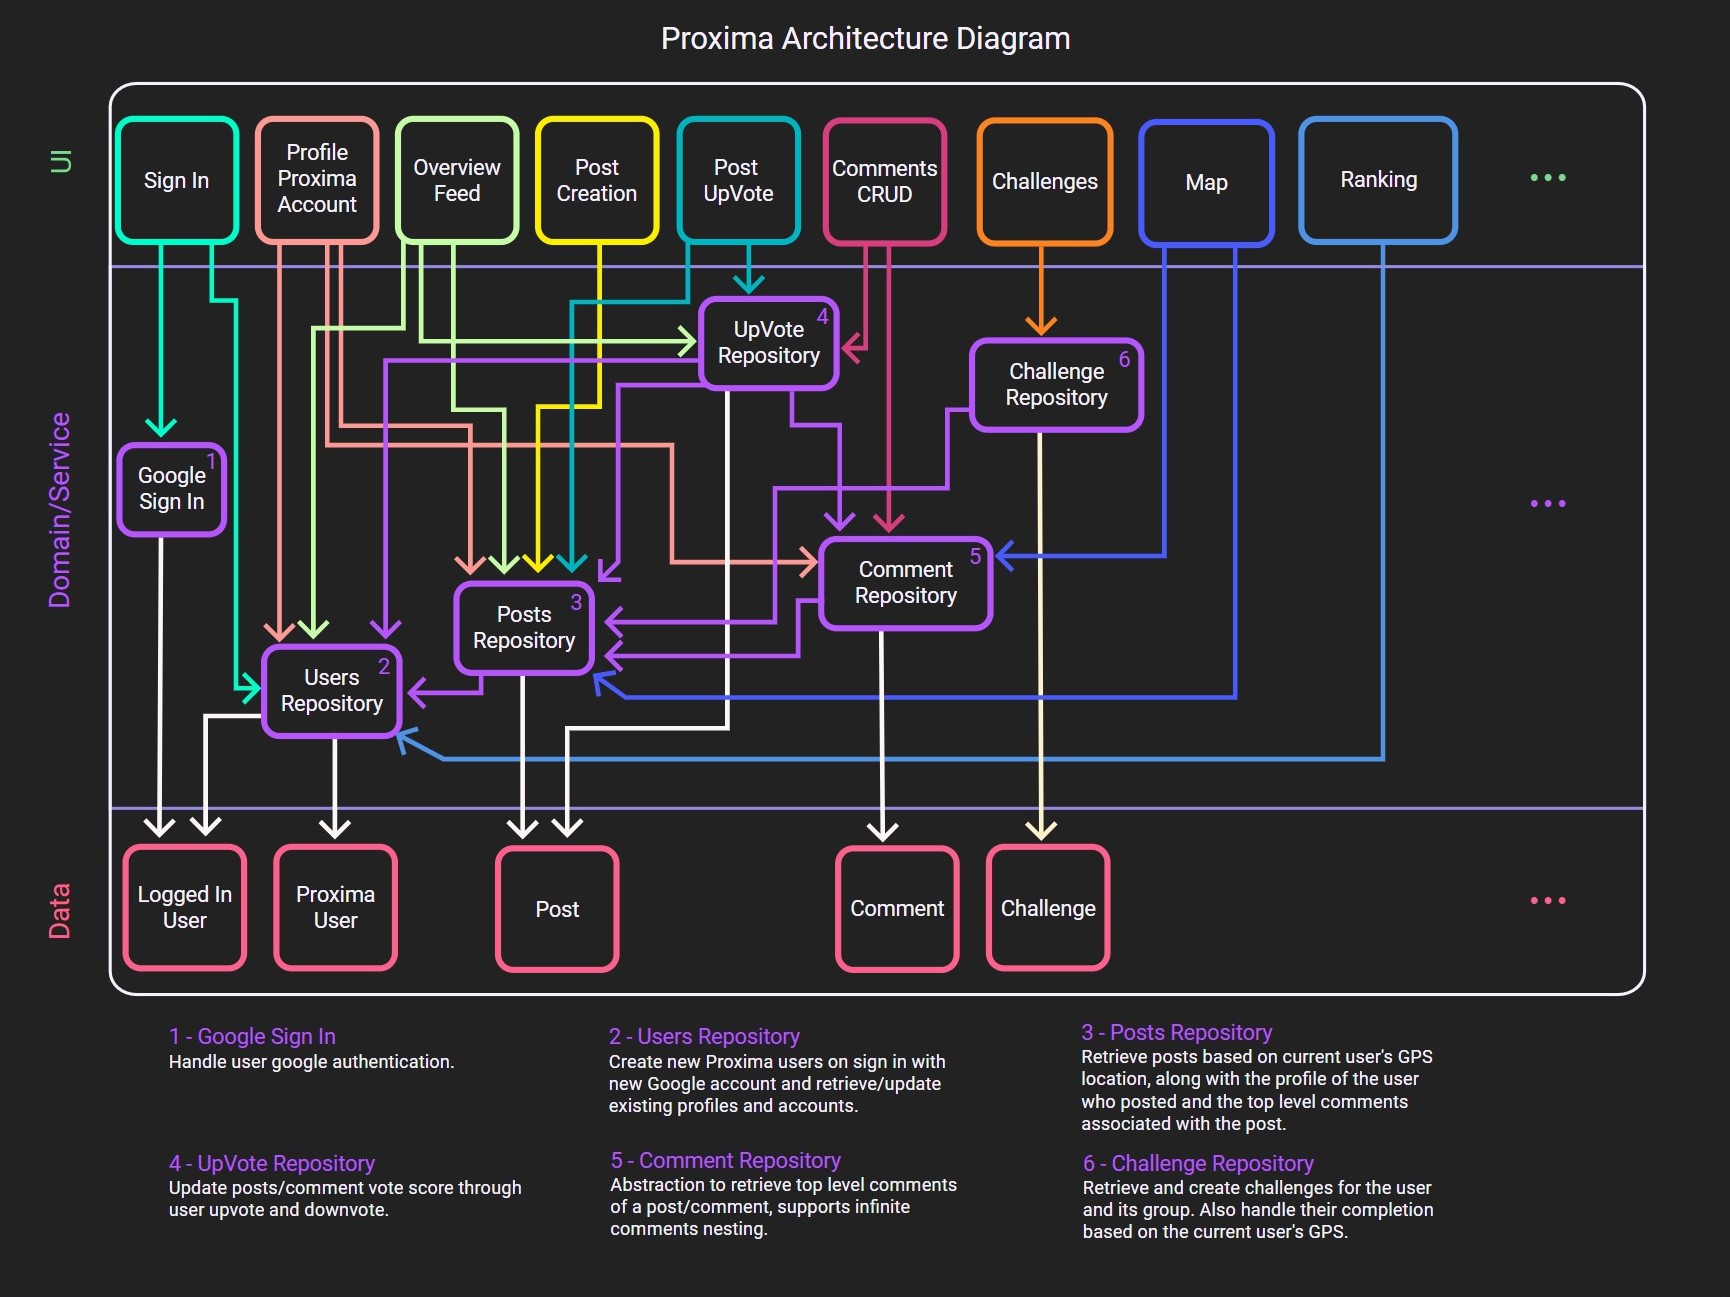 Proxima Architecture Diagram
UI
Sign In
Profile
Proxima
Account
Overview
Feed
Post
Creation
Post
UpVote
Comments
CRUD
Challenges
Map
Ranking
...
Domain/Service
UpVote
Repository
4
Challenge
Repository
6
Google
Sign In
1
...
Comment
Repository
5
Posts
Repository
3
Users
Repository
2
Data
Logged In
User
Proxima
User
Post
Comment
Challenge
...
1 - Google Sign In
Handle user google authentication.
2 - Users Repository
Create new Proxima users on sign in with
new Google account and retrieve/update
existing profiles and accounts.
3 - Posts Repository
Retrieve posts based on current user's GPS
location, along with the profile of the user
who posted and the top level comments
associated with the post.
4 - UpVote Repository
Update posts/comment vote score through
user upvote and downvote.
5 - Comment Repository
Abstraction to retrieve top level comments
of a post/comment, supports infinite
comments nesting.
6 - Challenge Repository
Retrieve and create challenges for the user
and its group. Also handle their completion
based on the current user's GPS.